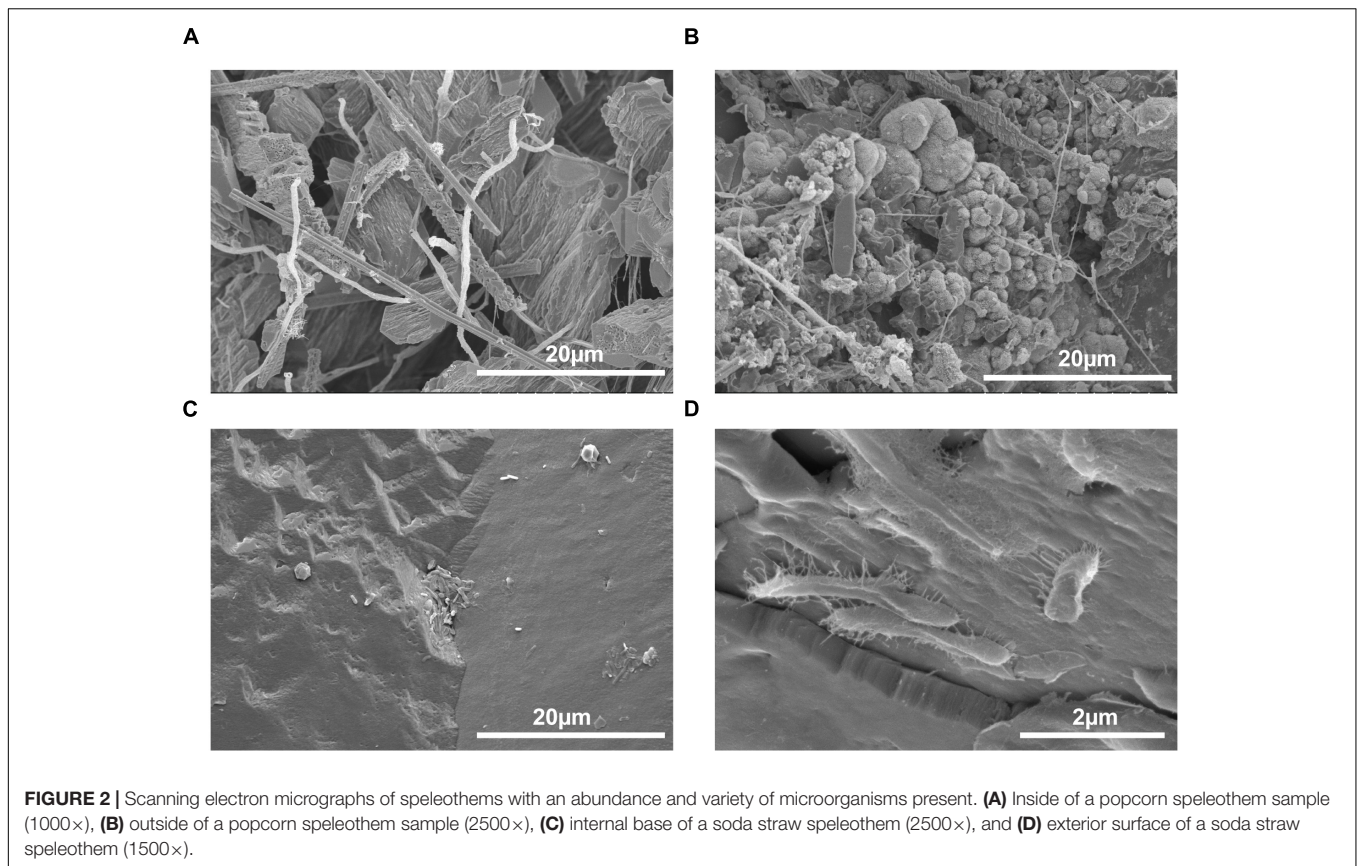 A
B
20µm
20µm
C
D
20µm
2µm
FIGURE 2 | Scanning electron micrographs of speleothems with an abundance and variety of microorganisms present. (A) Inside of a popcorn speleothem sample
(1000×), (B) outside of a popcorn speleothem sample (2500×), (C) internal base of a soda straw speleothem (2500×), and (D) exterior surface of a soda straw
speleothem (1500×).